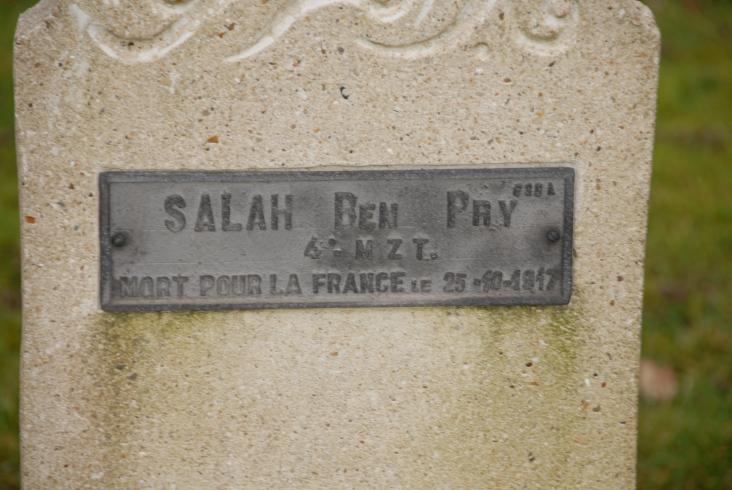 SALAH BEN PRY
4e M Z T.
MORT POUR LA FRANCE LE 25-10-1917